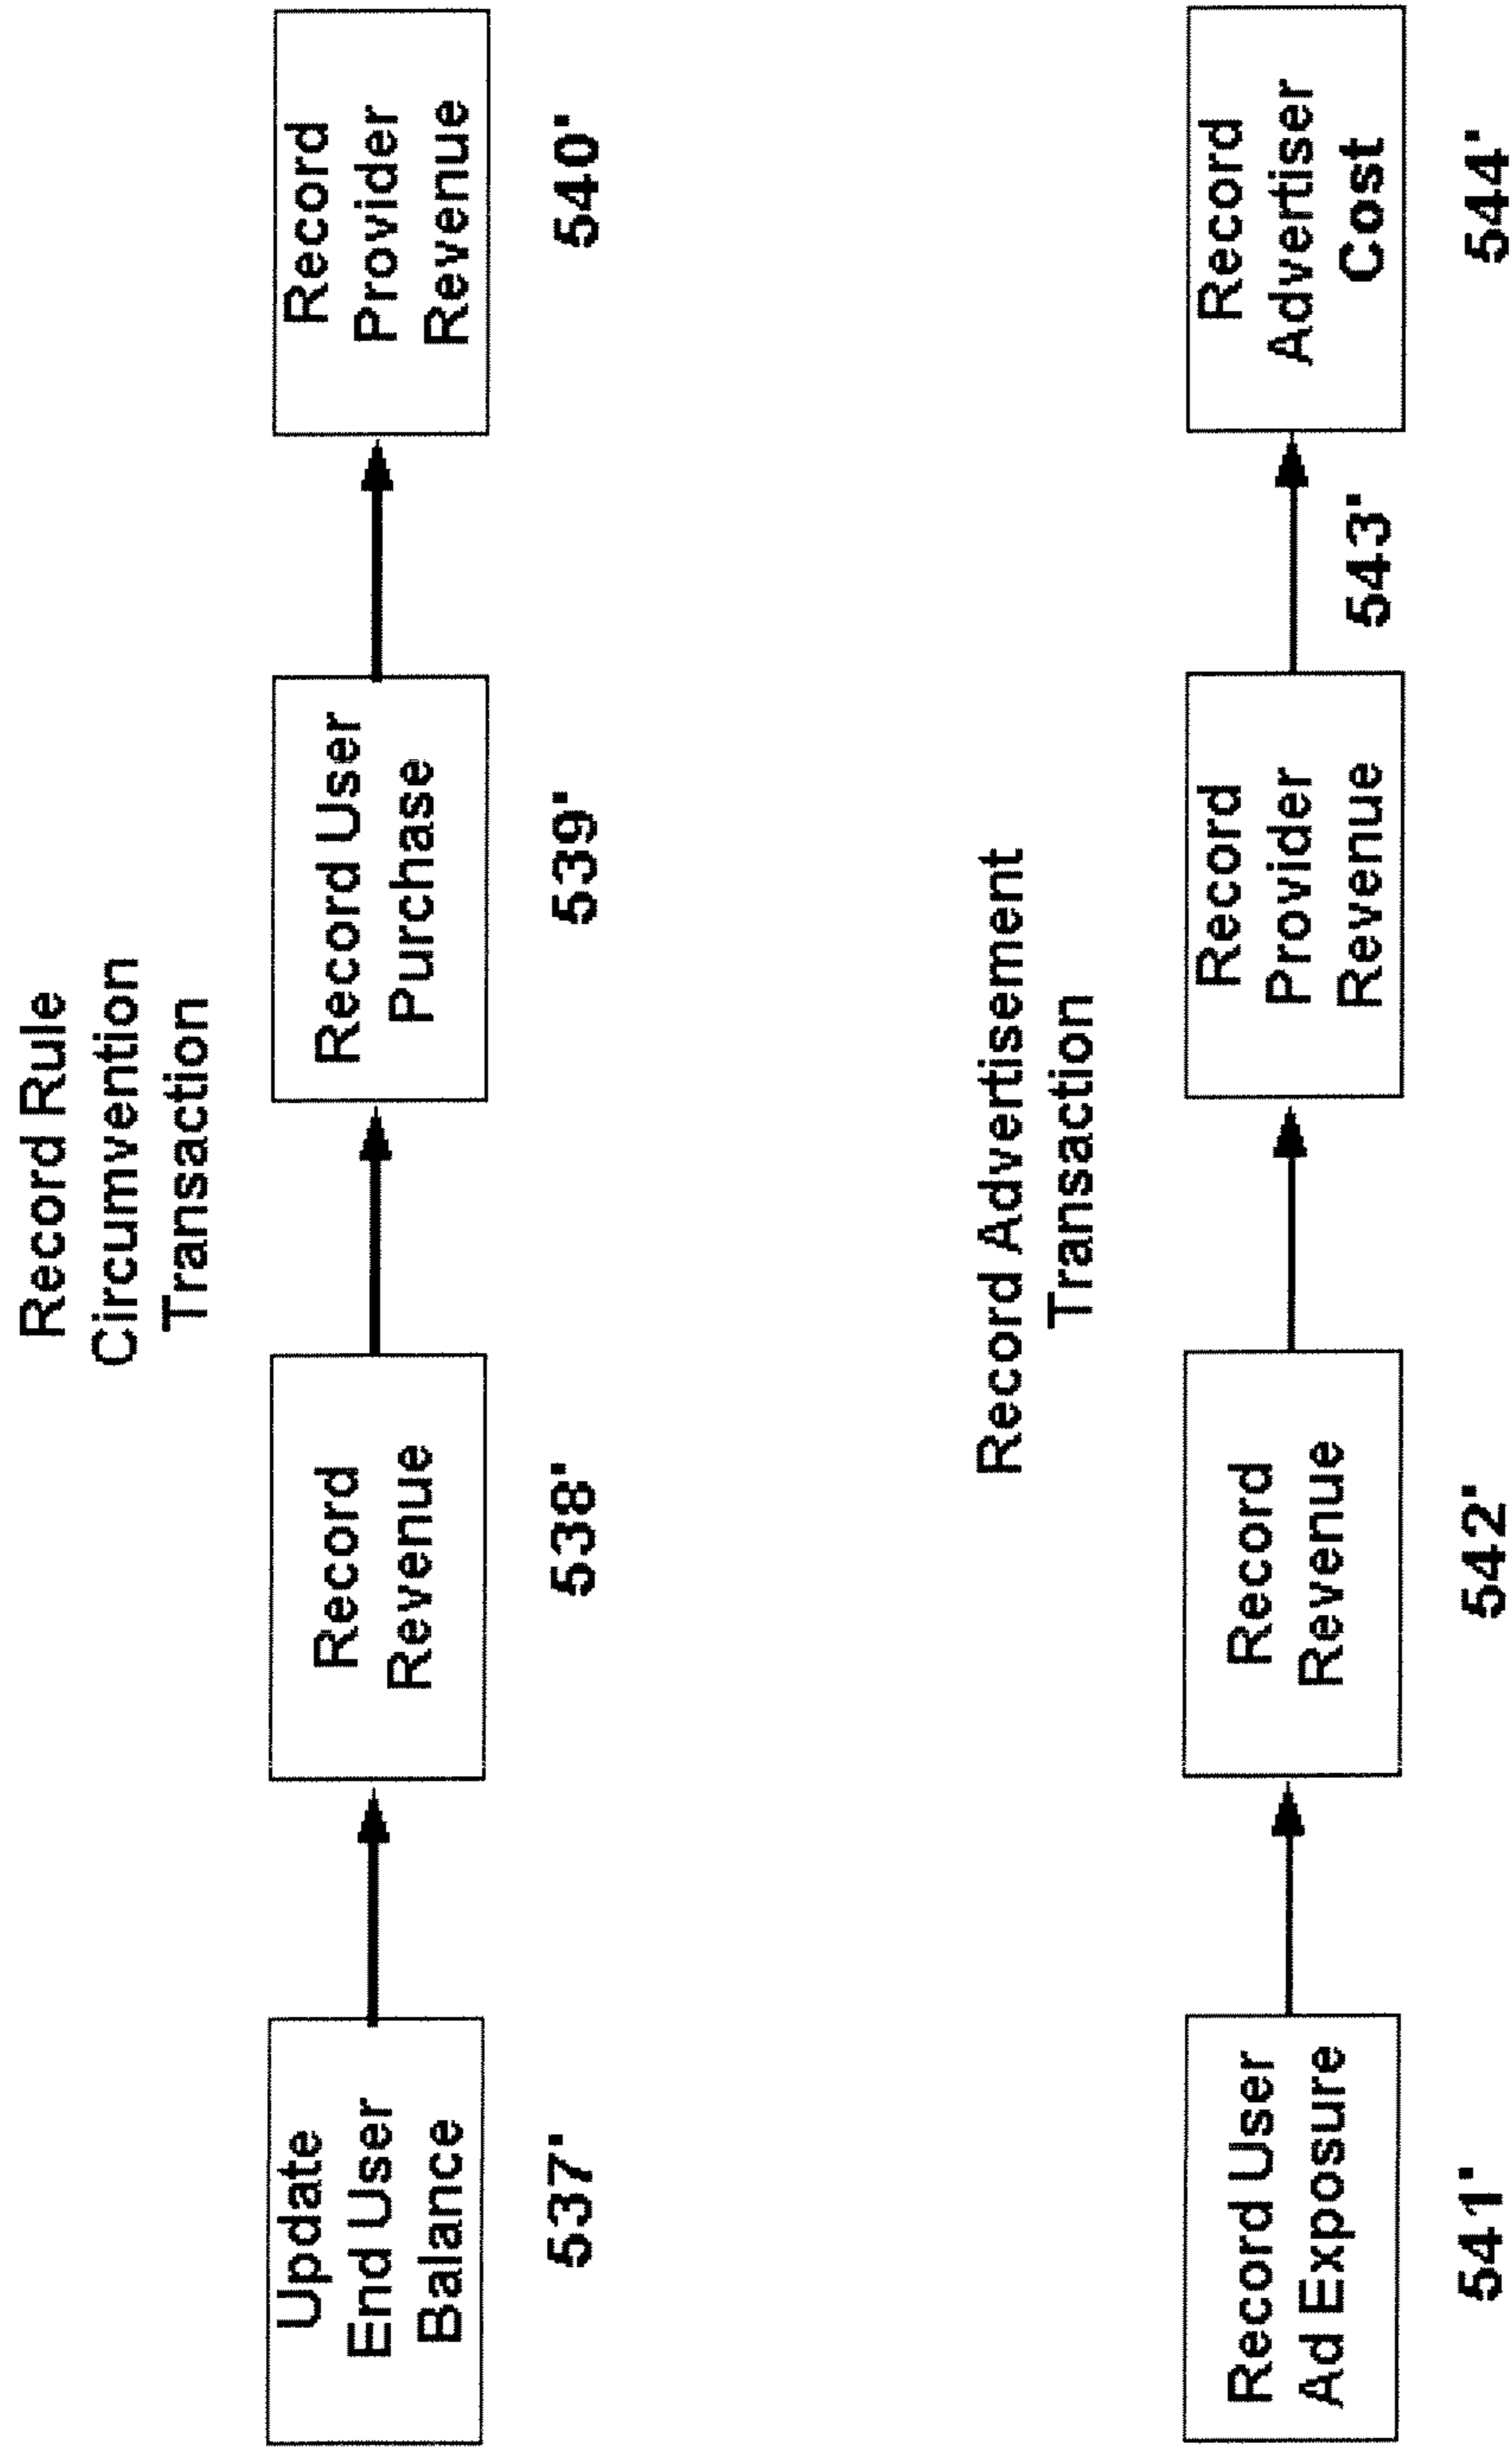 Record Rule
Circumvention
Transaction
Update
End User
Balance
537'
Record
Revenue
538'
Record User
Purchase
539'
Record
Provider
Revenue
540'
Record Advertisement
Transaction
Record User
Ad Exposure
541'
Record
Revenue
542'
Record
Provider
Revenue
543'
Record
Advertiser
Cost
544'